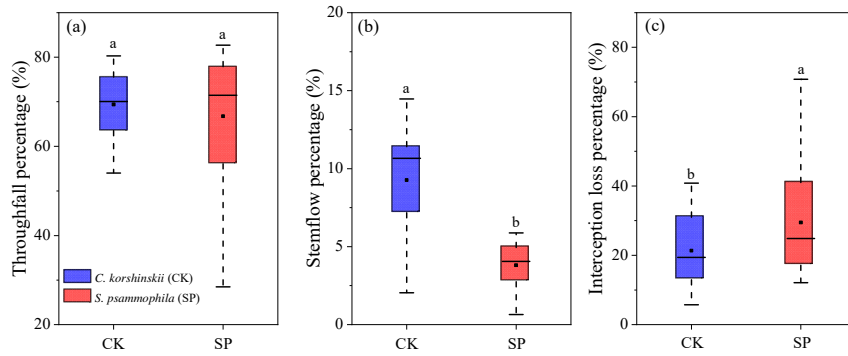 (a)
a
a
Throughfall percentage (%)
80
60
40
20
C. korshinskii (CK)
S. psammophila (SP)
CK
SP
(b)
a
b
Stemflow percentage (%)
20
15
10
5
0
CK
SP
(c)
a
b
Interception loss percentage (%)
80
60
40
20
0
CK
SP